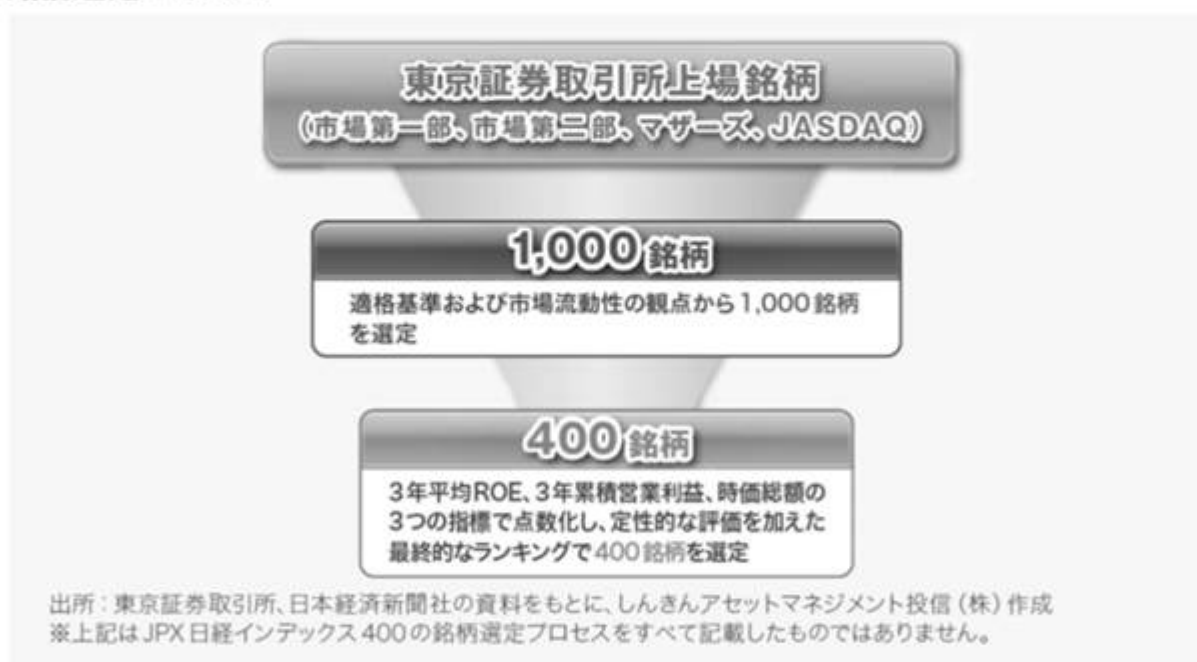 東京証券取引所上場銘柄
(市場第一部、市場第二部、マザーズ、JASDAQ)
1,000銘柄
適格基準および市場流動性の観点から1,000銘柄
を選定
400銘柄
3年平均ROE、3年累積営業利益、時価総額の
3つの指標で点数化し、定性的な評価を加えた
最終的なランキングで400銘柄を選定
出所:東京証券取引所、日本経済新聞社の資料をもとに、しんきんアセットマネジメント投信(株)作成
※上記はJPX日経インデックス400の銘柄選定プロセスをすべて記載したものではありません。